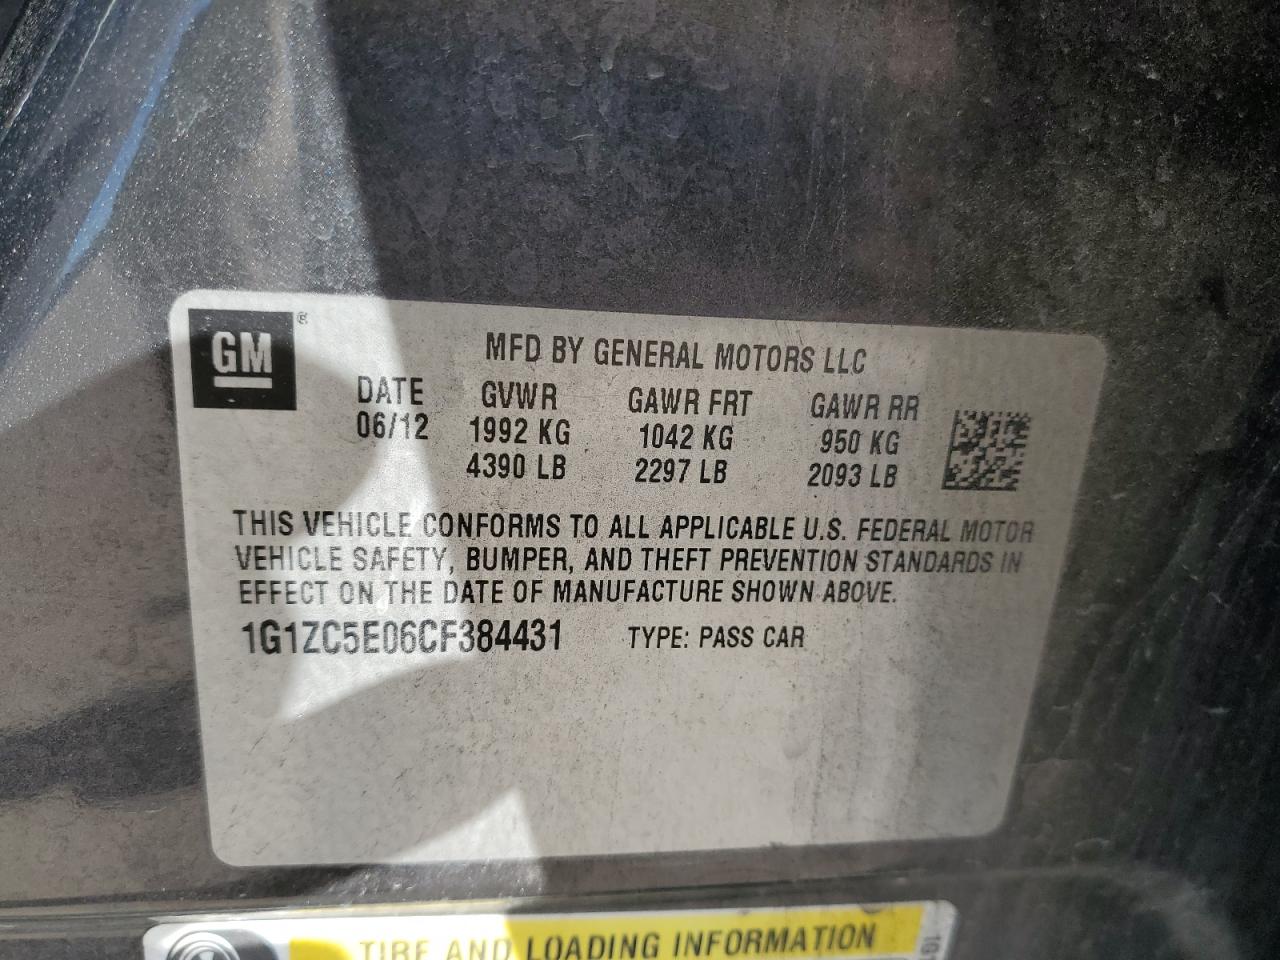 GM ®
MFD BY GENERAL MOTORS LLC
DATE GVWR GAWR FRT GAWR RR
06/12 1992 KG 1042 KG 950 KG
4390 LB 2297 LB 2093 LB
THIS VEHICLE CONFORMS TO ALL APPLICABLE U.S. FEDERAL MOTOR
VEHICLE SAFETY, BUMPER, AND THEFT PREVENTION STANDARDS IN
EFFECT ON THE DATE OF MANUFACTURE SHOWN ABOVE.
1G1ZC5E06CF384431 TYPE: PASS CAR
TIRE AND LOADING INFORMATION